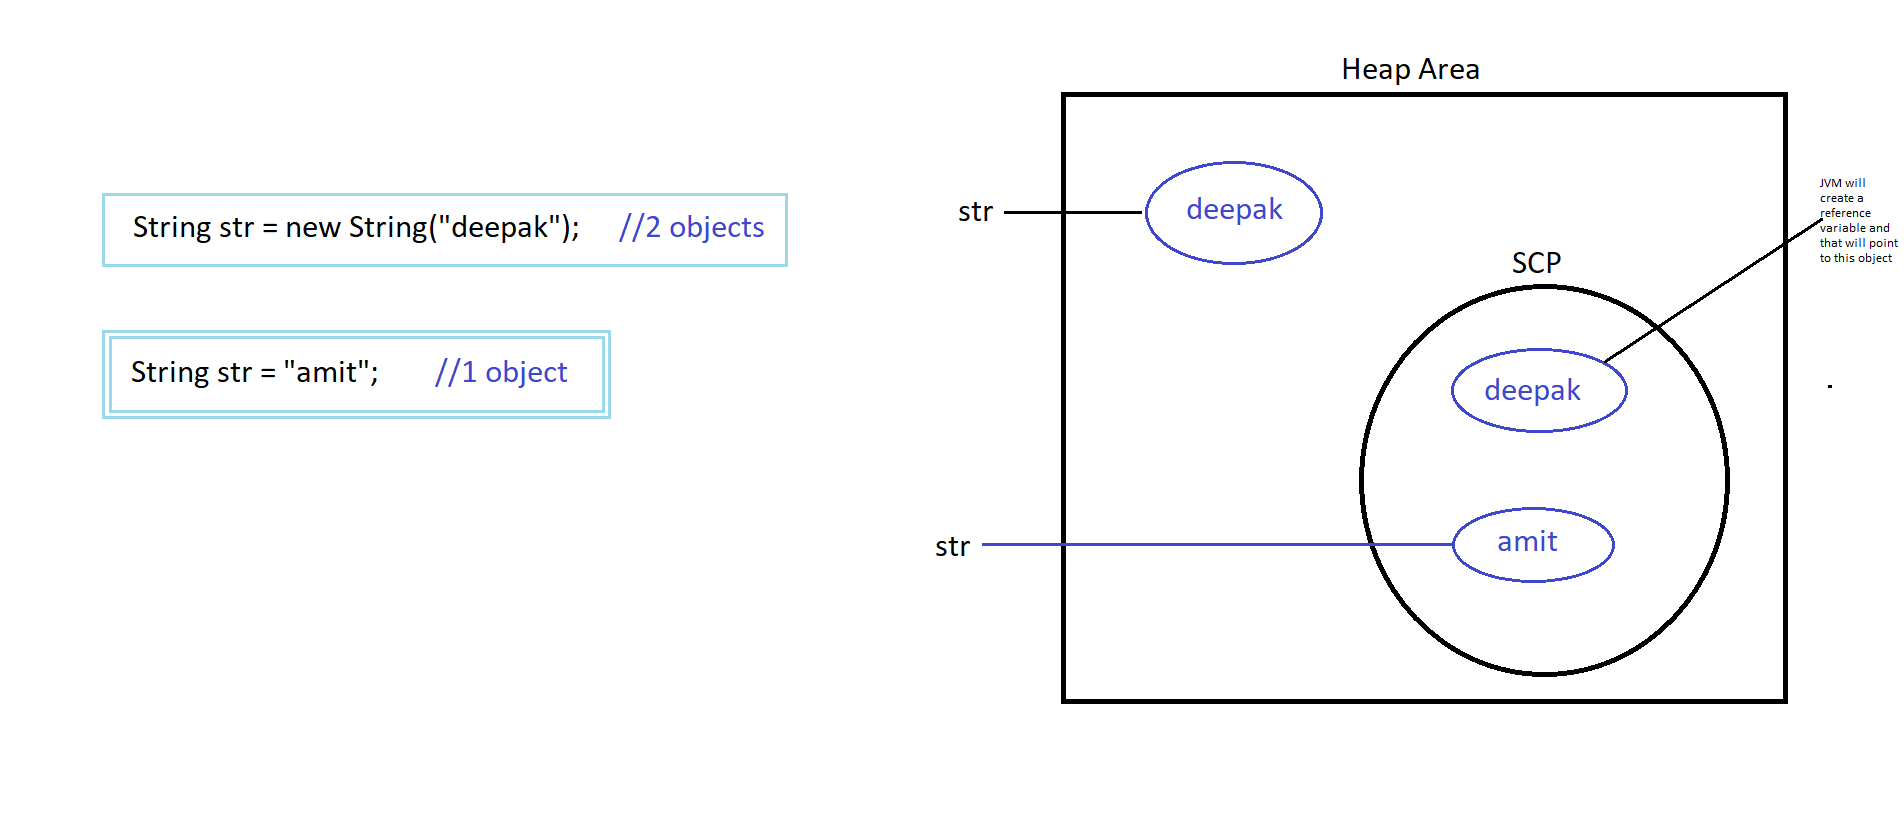 Heap Area
String str = new String("deepak"); //2 objects
String str = "amit"; //1 object
str
deepak
JVM will
create a
reference
variable and
that will point
to this object
SCP
deepak
str
amit